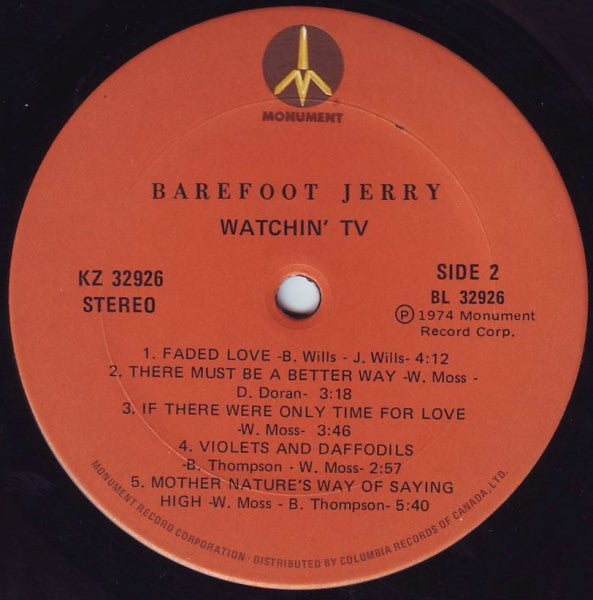 MONUMENT
BAREFOOT JERRY
WATCHIN' TV
KZ 32926
STEREO
SIDE 2
BL 32926
Ⓟ 1974 Monument
Record Corp.
1. FADED LOVE -B. Wills - J. Wills- 4:12
2. THERE MUST BE A BETTER WAY -W. Moss -
D. Doran- 3:18
3. IF THERE WERE ONLY TIME FOR LOVE
-W. Moss- 3:46
4. VIOLETS AND DAFFODILS
-B. Thompson - W. Moss- 2:57
5. MOTHER NATURE'S WAY OF SAYING
HIGH -W. Moss - B. Thompson- 5:40
MONUMENT RECORD CORPORATION - DISTRIBUTED BY COLUMBIA RECORDS OF CANADA, LTD.